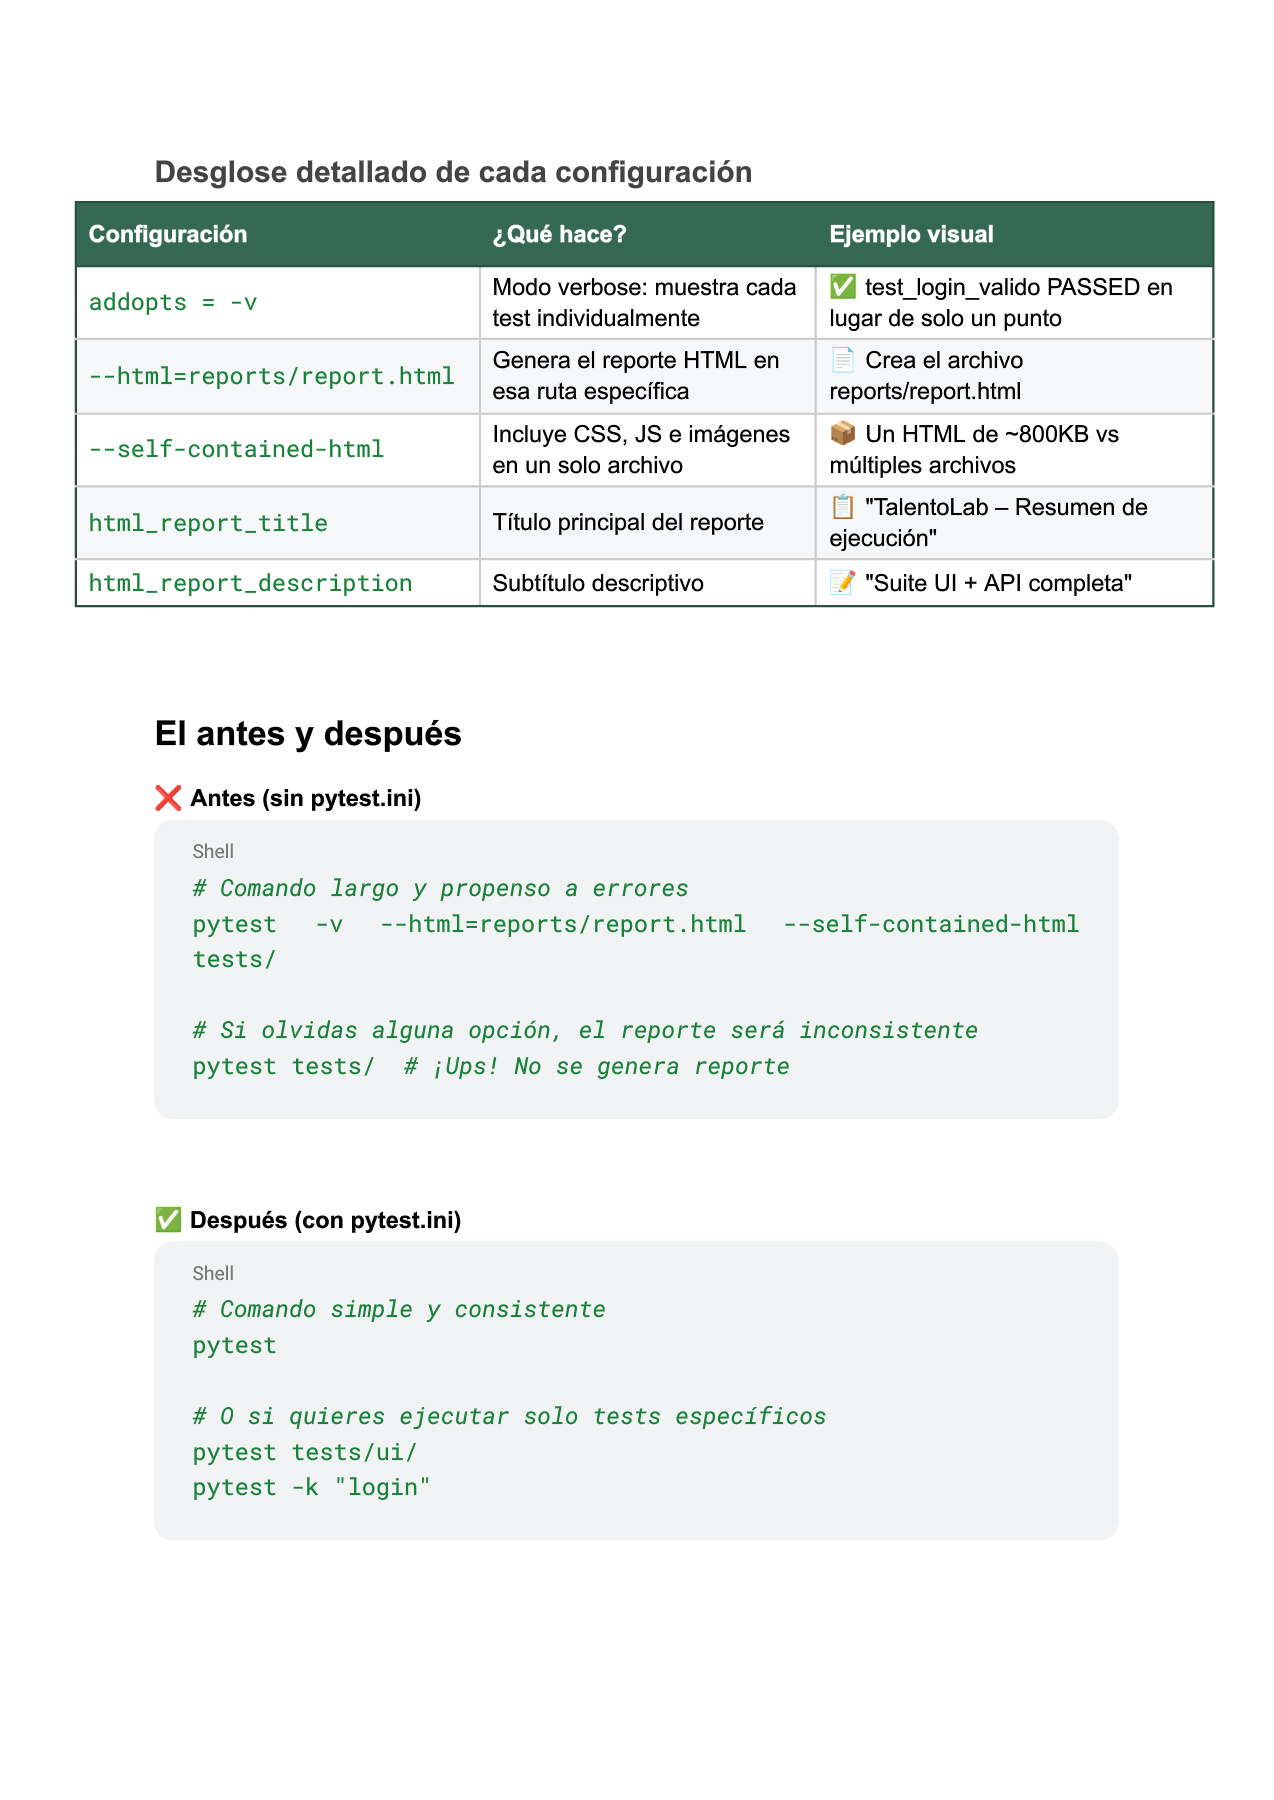 Desglose detallado de cada configuración
Configuración
¿Qué hace?
Ejemplo visual
addopts = -v
Modo verbose: muestra cada
test individualmente
✅ test_login_valido PASSED en
lugar de solo un punto
--html=reports/report.html
Genera el reporte HTML en
esa ruta específica
📄 Crea el archivo
reports/report.html
--self-contained-html
Incluye CSS, JS e imágenes
en un solo archivo
📦 Un HTML de ~800KB vs
múltiples archivos
html_report_title
Título principal del reporte
📋 "TalentoLab – Resumen de
ejecución"
html_report_description
Subtítulo descriptivo
📝 "Suite UI + API completa"
El antes y después
❌ Antes (sin pytest.ini)
Shell
# Comando largo y propenso a errores
pytest -v --html=reports/report.html --self-contained-html
tests/
# Si olvidas alguna opción, el reporte será inconsistente
pytest tests/ # ¡Ups! No se genera reporte
✅ Después (con pytest.ini)
Shell
# Comando simple y consistente
pytest
# O si quieres ejecutar solo tests específicos
pytest tests/ui/
pytest -k "login"